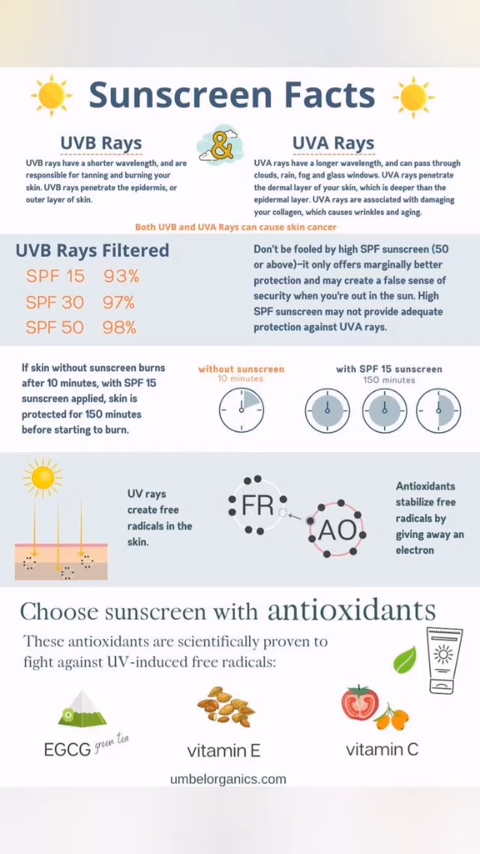 Sunscreen Facts
UVB Rays
UVB rays have a shorter wavelength, and are
responsible for tanning and burning your
skin. UVB rays penetrate the epidermis, or
outer layer of skin.
&
UVA Rays
UVA rays have a longer wavelength, and can pass through
clouds, rain, fog and glass windows. UVA rays penetrate
the dermal layer of your skin, which is deeper than the
epidermal layer. UVA rays are associated with damaging
your collagen, which causes wrinkles and aging.
Both UVB and UVA Rays can cause skin cancer
UVB Rays Filtered
SPF 15 93%
SPF 30 97%
SPF 50 98%
Don't be fooled by high SPF sunscreen (50
or above)—it only offers marginally better
protection and may create a false sense of
security when you're out in the sun. High
SPF sunscreen may not provide adequate
protection against UVA rays.
If skin without sunscreen burns
after 10 minutes, with SPF 15
sunscreen applied, skin is
protected for 150 minutes
before starting to burn.
without sunscreen
10 minutes
with SPF 15 sunscreen
150 minutes
UV rays
create free
radicals in the
skin.
FR
AO
Antioxidants
stabilize free
radicals by
giving away an
electron
Choose sunscreen with antioxidants
These antioxidants are scientifically proven to
fight against UV-induced free radicals:
EGCG green tea
vitamin E
vitamin C
umbelorganics.com